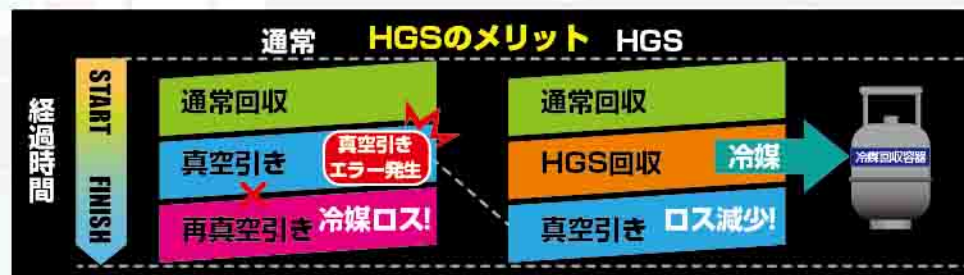 通常 HGSのメリット HGS
経過時間
START
FINISH
通常回収
真空引き
真空引き
エラー発生
×
再真空引き 冷媒ロス!
通常回収
HGS回収 冷媒
真空引き ロス減少!
冷媒回収容器